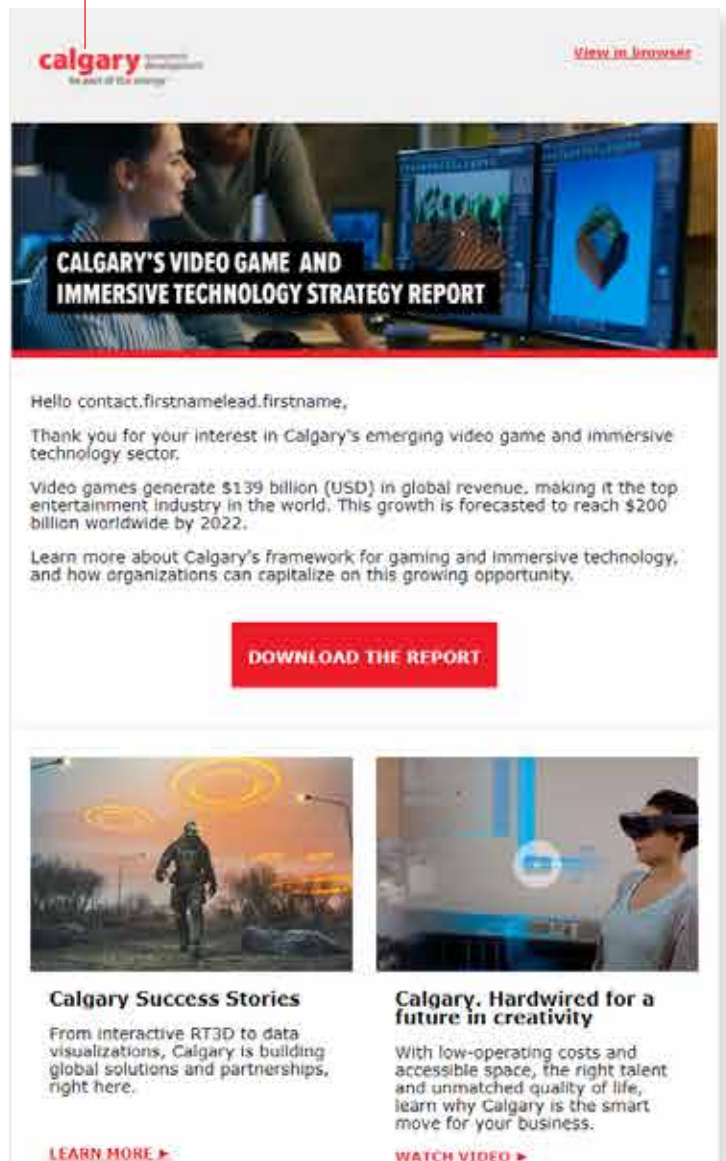 calgary economic development
be part of the energy
View in browser
CALGARY'S VIDEO GAME AND
IMMERSIVE TECHNOLOGY STRATEGY REPORT
Hello contact.firstnamelead.firstname,
Thank you for your interest in Calgary's emerging video game and immersive
technology sector.
Video games generate $139 billion (USD) in global revenue, making it the top
entertainment industry in the world. This growth is forecasted to reach $200
billion worldwide by 2022.
Learn more about Calgary's framework for gaming and immersive technology,
and how organizations can capitalize on this growing opportunity.
DOWNLOAD THE REPORT
Calgary Success Stories
From interactive RT3D to data
visualizations, Calgary is building
global solutions and partnerships,
right here.
LEARN MORE ►
Calgary. Hardwired for a
future in creativity
With low-operating costs and
accessible space, the right talent
and unmatched quality of life,
learn why Calgary is the smart
move for your business.
WATCH VIDEO ►